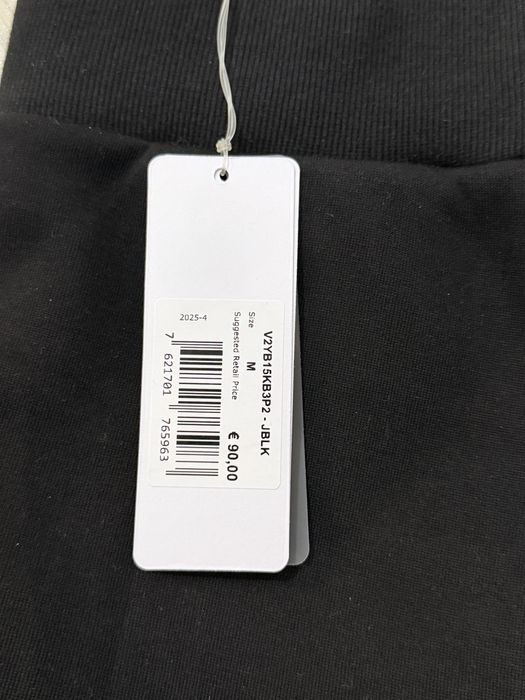 V2YB15KB3P2 - JBLK
Size M
Suggested Retail Price € 90,00
7 621701 765963
2025-4